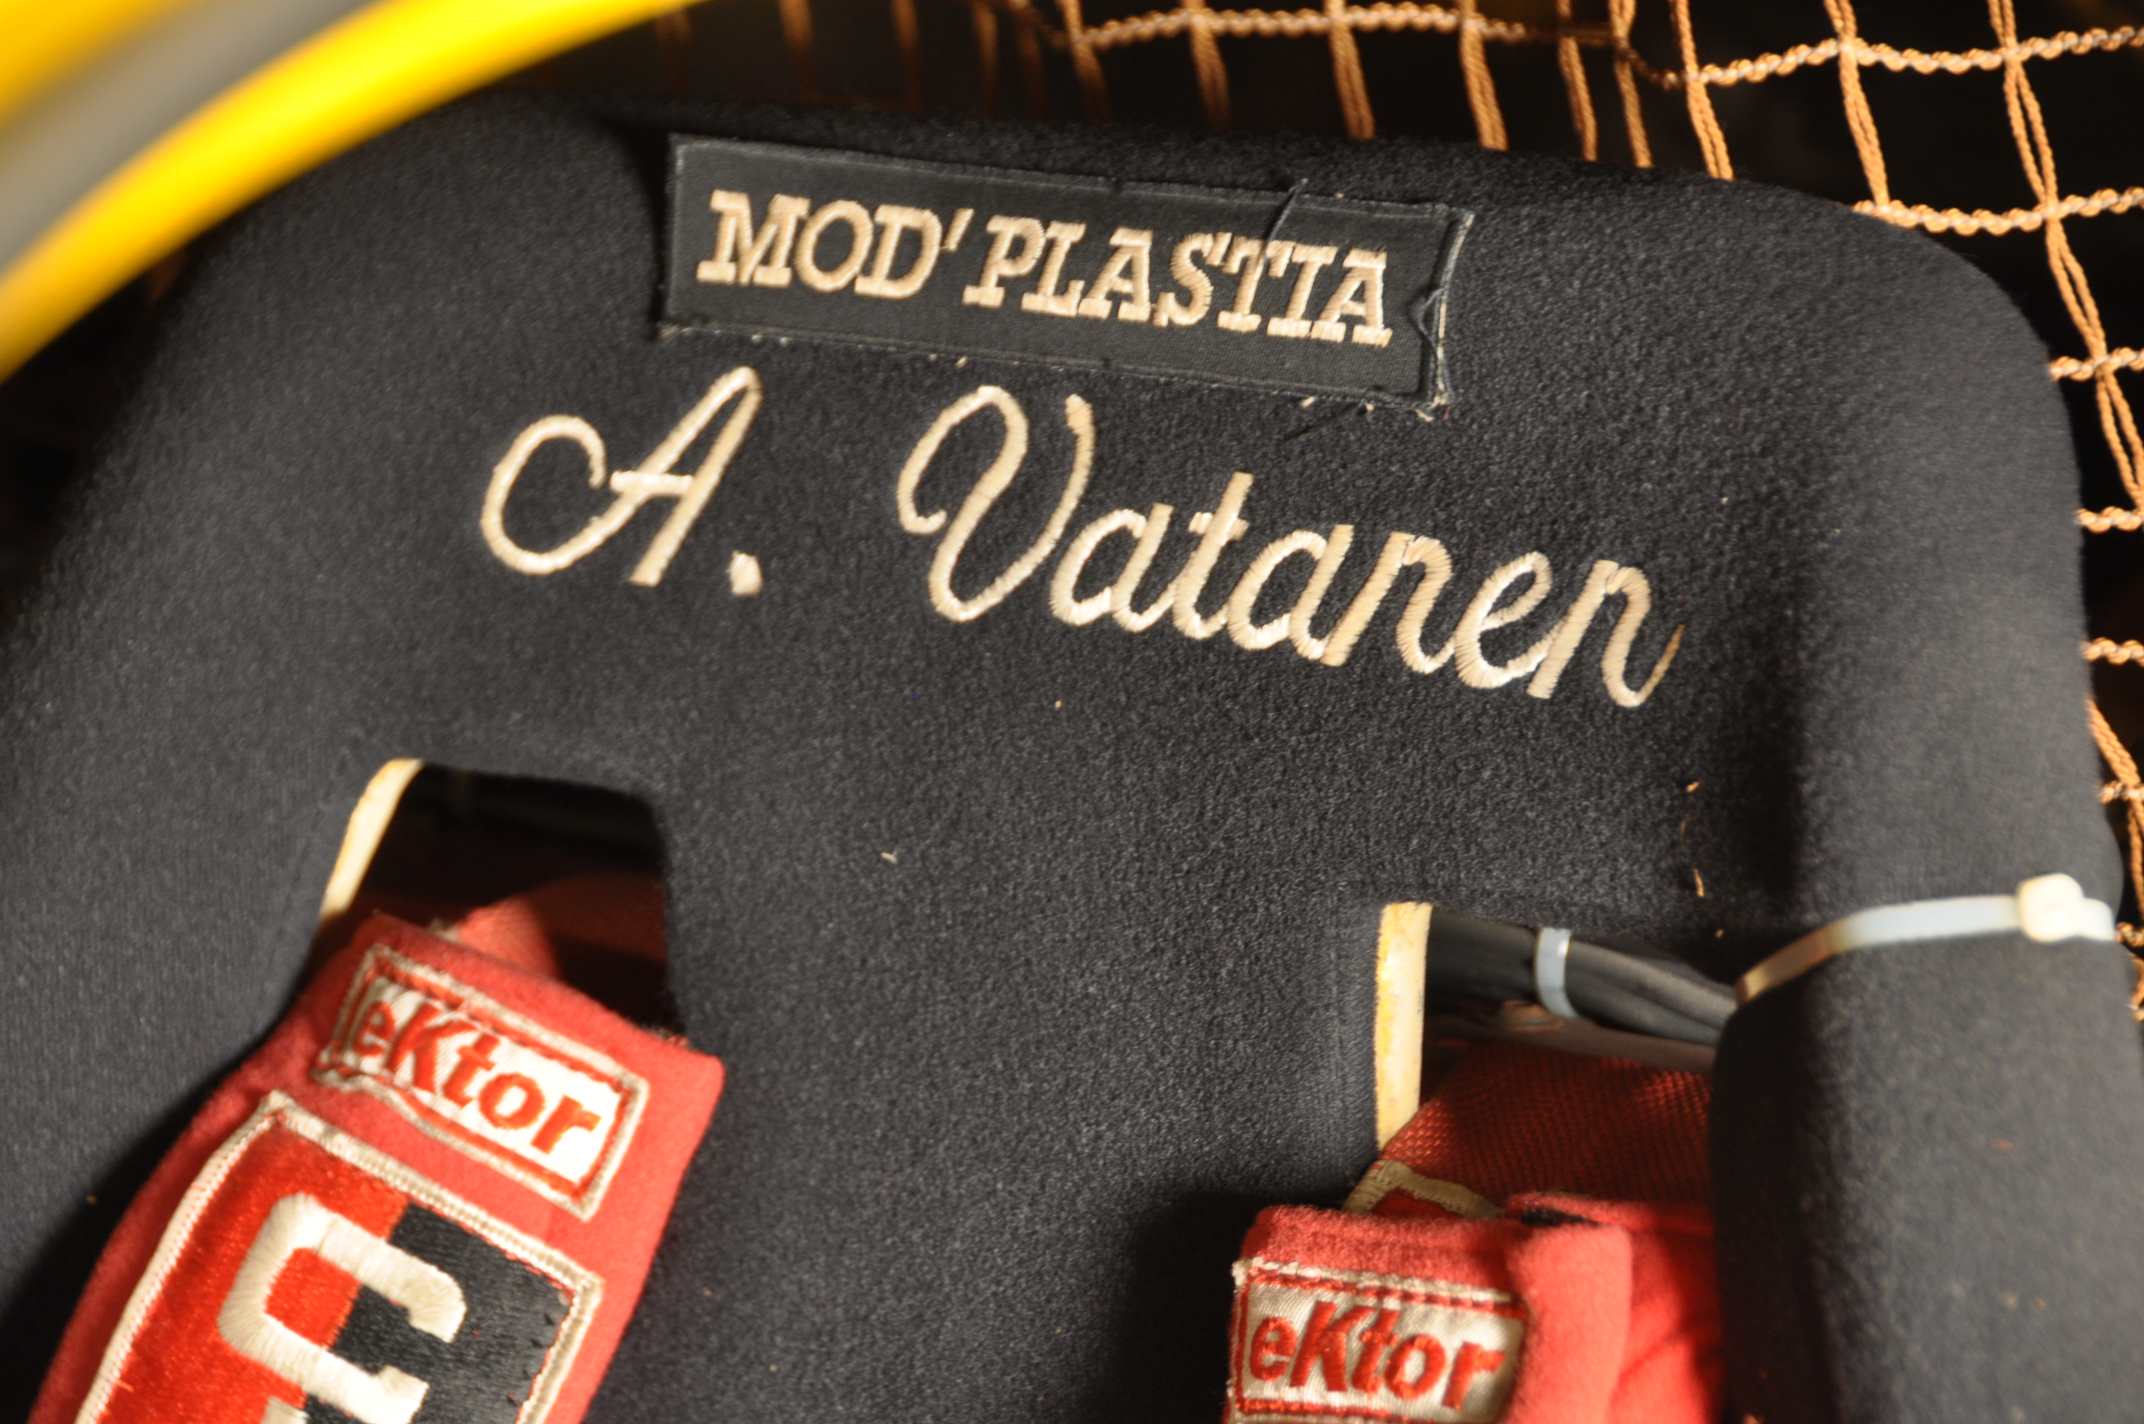 MOD' PLASTIA
A. Vatanen
eKtor
eKtor